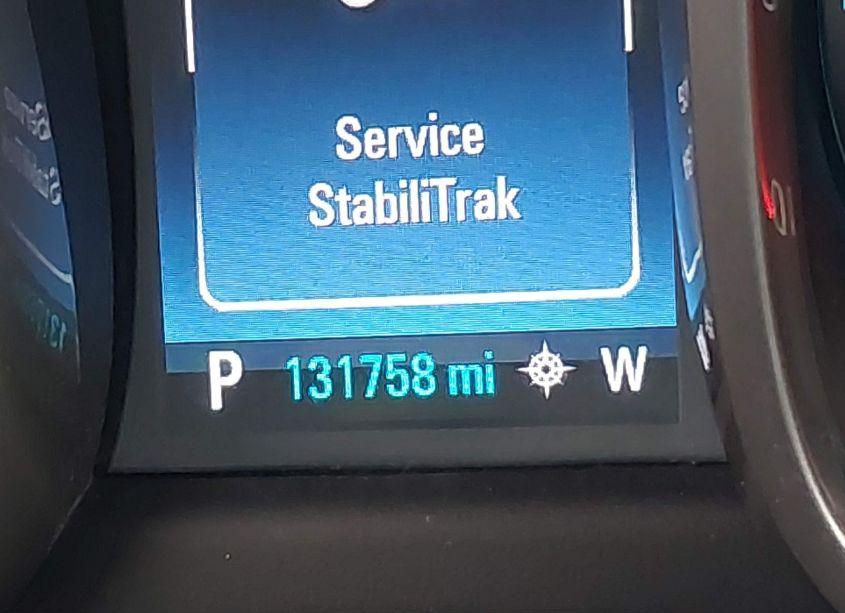 Service
StabiliTrak
P 131758 mi W